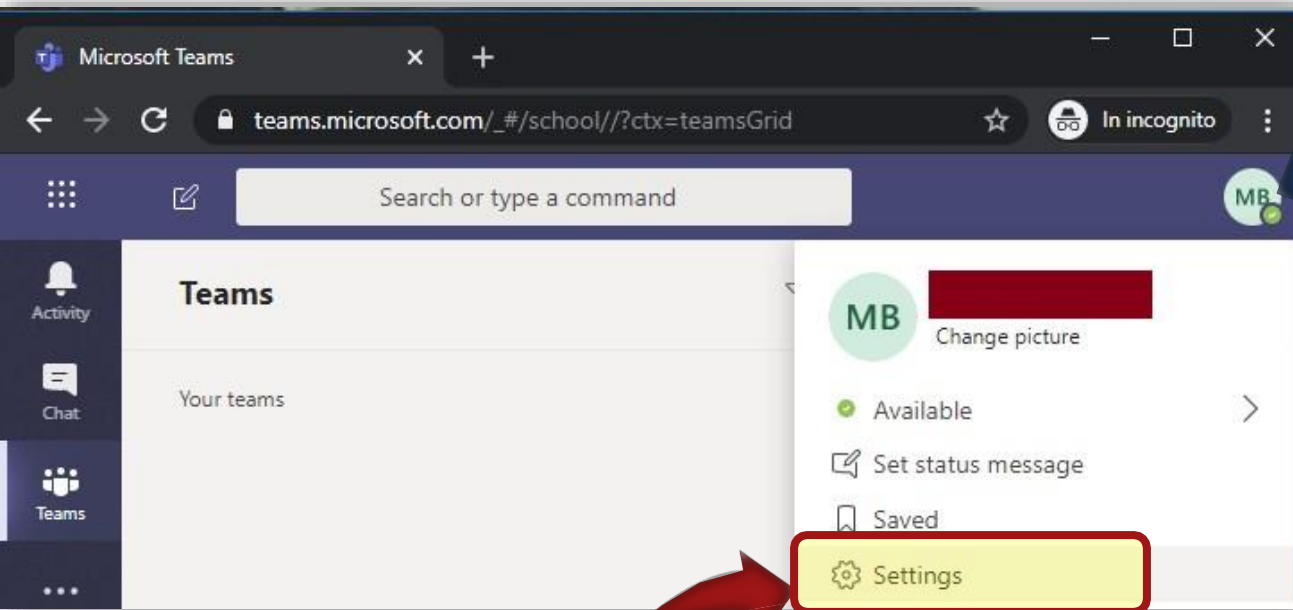 Microsoft Teams
teams.microsoft.com/_#/school//?ctx=teamsGrid
In incognito
Search or type a command
MB
Activity
Teams
MB
Change picture
Chat
Your teams
Available
Set status message
Teams
Saved
Settings